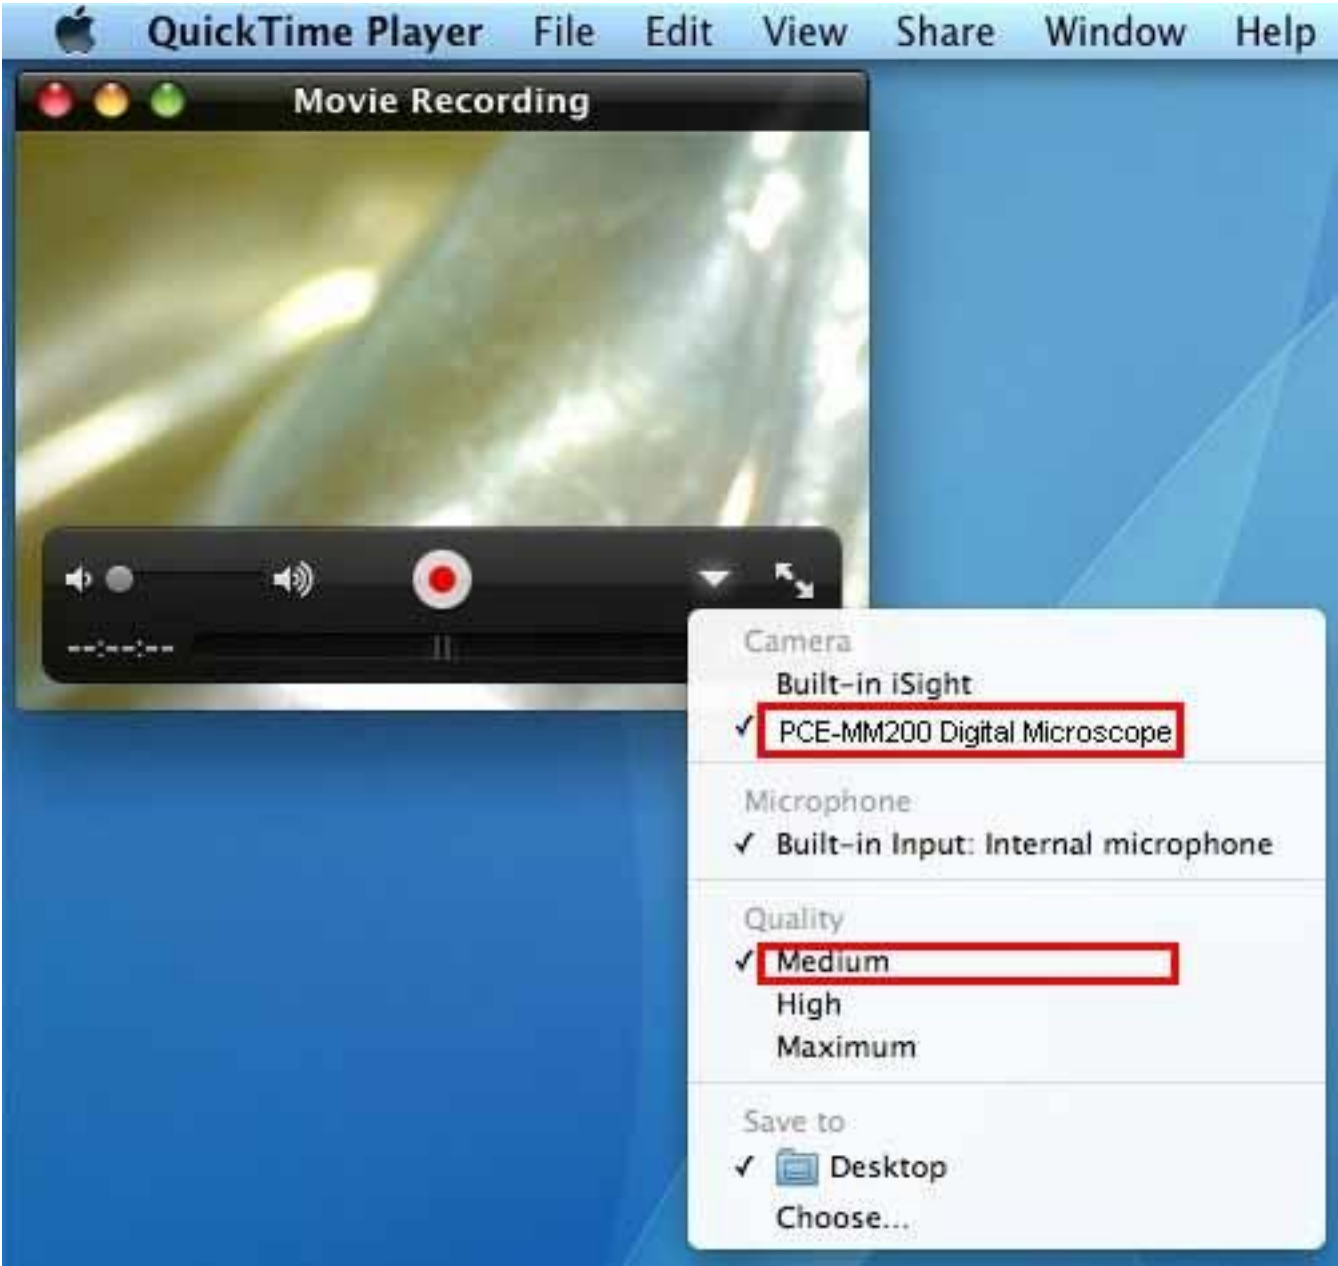 QuickTime Player File Edit View Share Window Help
Movie Recording
--:--:--
Camera
Built-in iSight
✓ PCE-MM200 Digital Microscope
Microphone
✓ Built-in Input: Internal microphone
Quality
✓ Medium
High
Maximum
Save to
✓ Desktop
Choose...